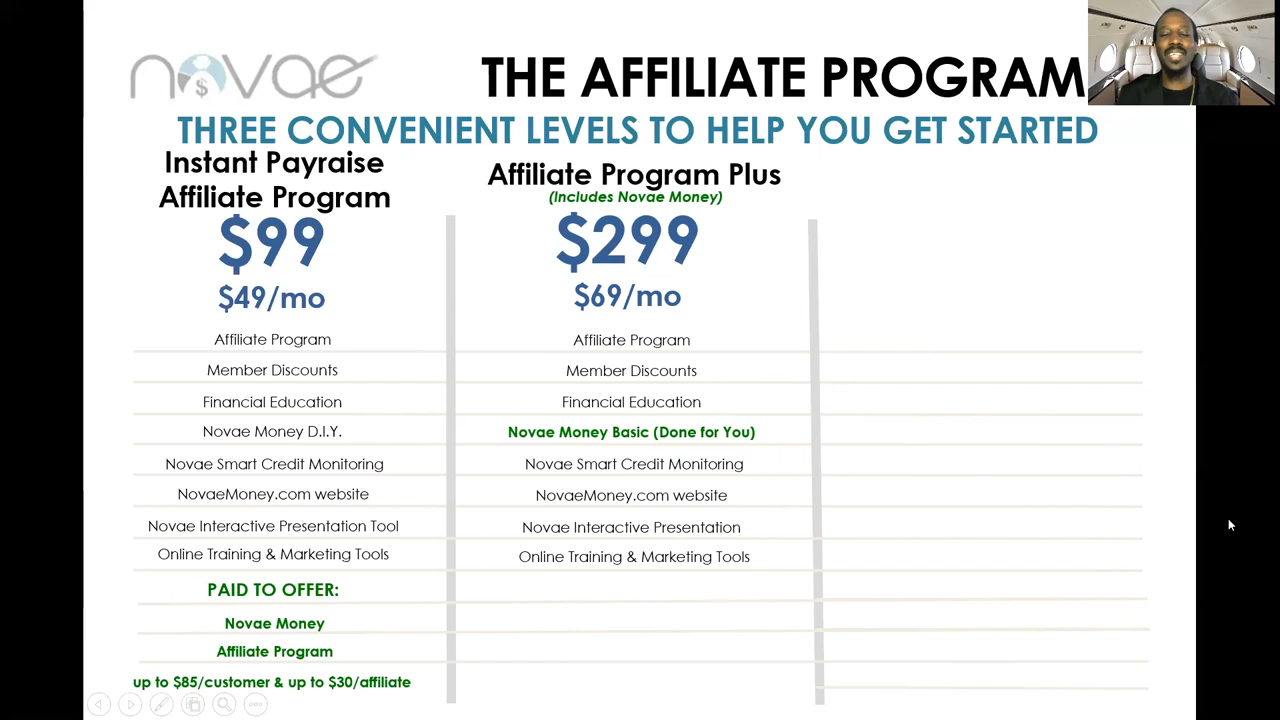 novae
THE AFFILIATE PROGRAM
THREE CONVENIENT LEVELS TO HELP YOU GET STARTED
Instant Payraise
Affiliate Program
$99
$49/mo
Affiliate Program
Member Discounts
Financial Education
Novae Money D.I.Y.
Novae Smart Credit Monitoring
NovaeMoney.com website
Novae Interactive Presentation Tool
Online Training & Marketing Tools
PAID TO OFFER:
Novae Money
Affiliate Program
up to $85/customer & up to $30/affiliate
Affiliate Program Plus
(Includes Novae Money)
$299
$69/mo
Affiliate Program
Member Discounts
Financial Education
Novae Money Basic (Done for You)
Novae Smart Credit Monitoring
NovaeMoney.com website
Novae Interactive Presentation
Online Training & Marketing Tools